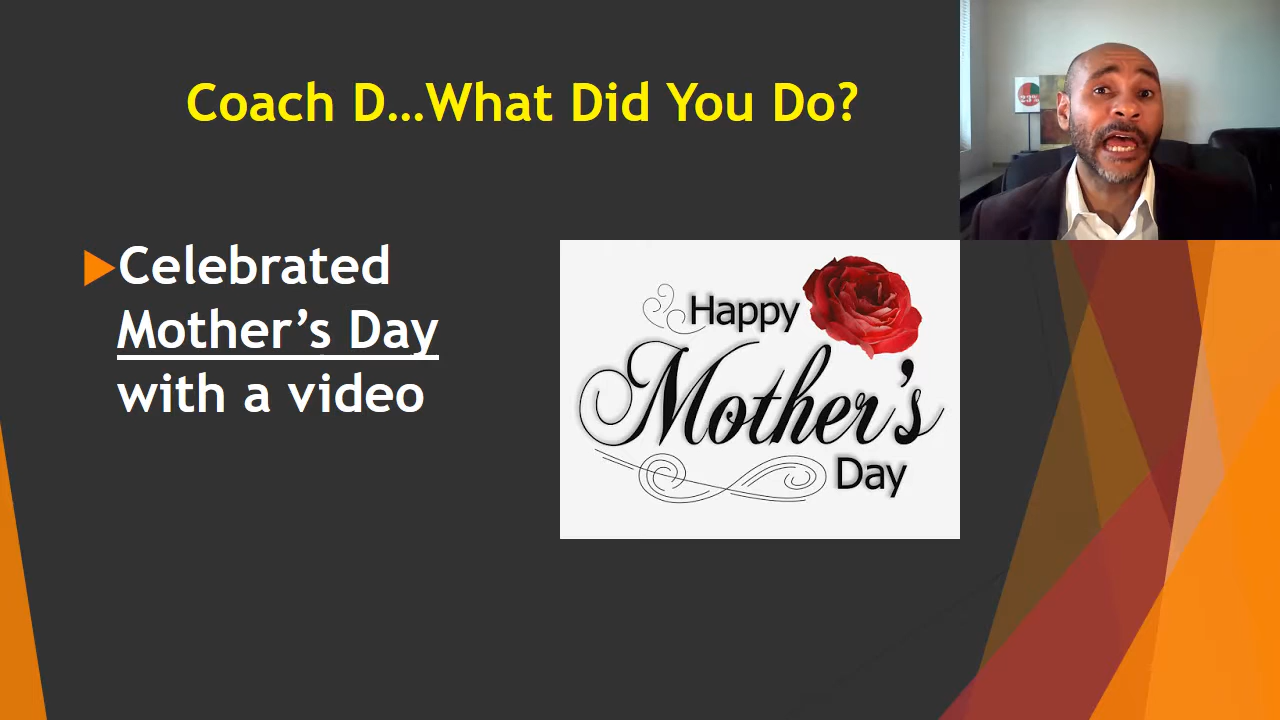 Coach D...What Did You Do?
Celebrated
Mother's Day
with a video
Happy
Mother's
Day